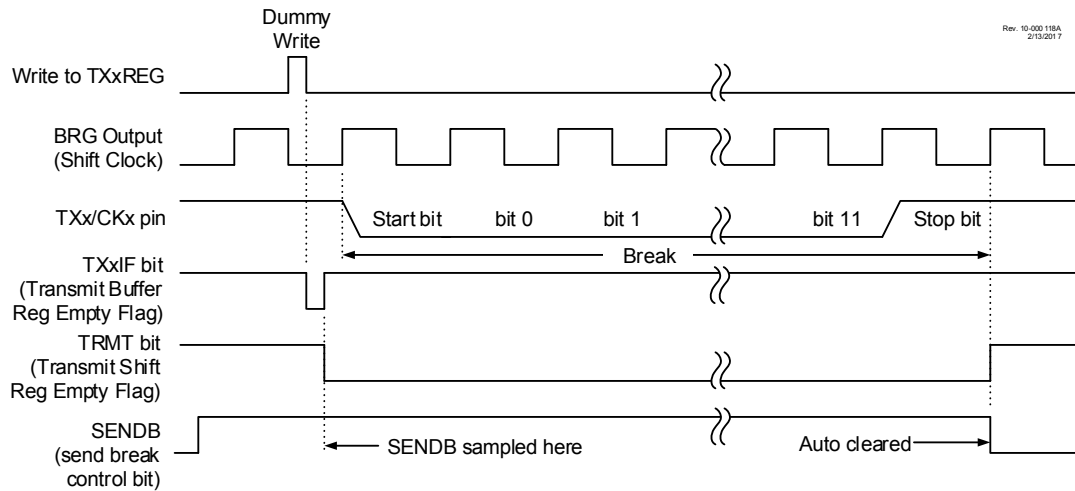 Dummy
Write
Rev. 10-000 118A
2/13/201 7
Write to TXxREG
BRG Output
(Shift Clock)
TXx/CKx pin
Start bit
bit 0
bit 1
bit 11
Stop bit
Break
TXxIF bit
(Transmit Buffer
Reg Empty Flag)
TRMT bit
(Transmit Shift
Reg Empty Flag)
SENDB
(send break
control bit)
SENDB sampled here
Auto cleared